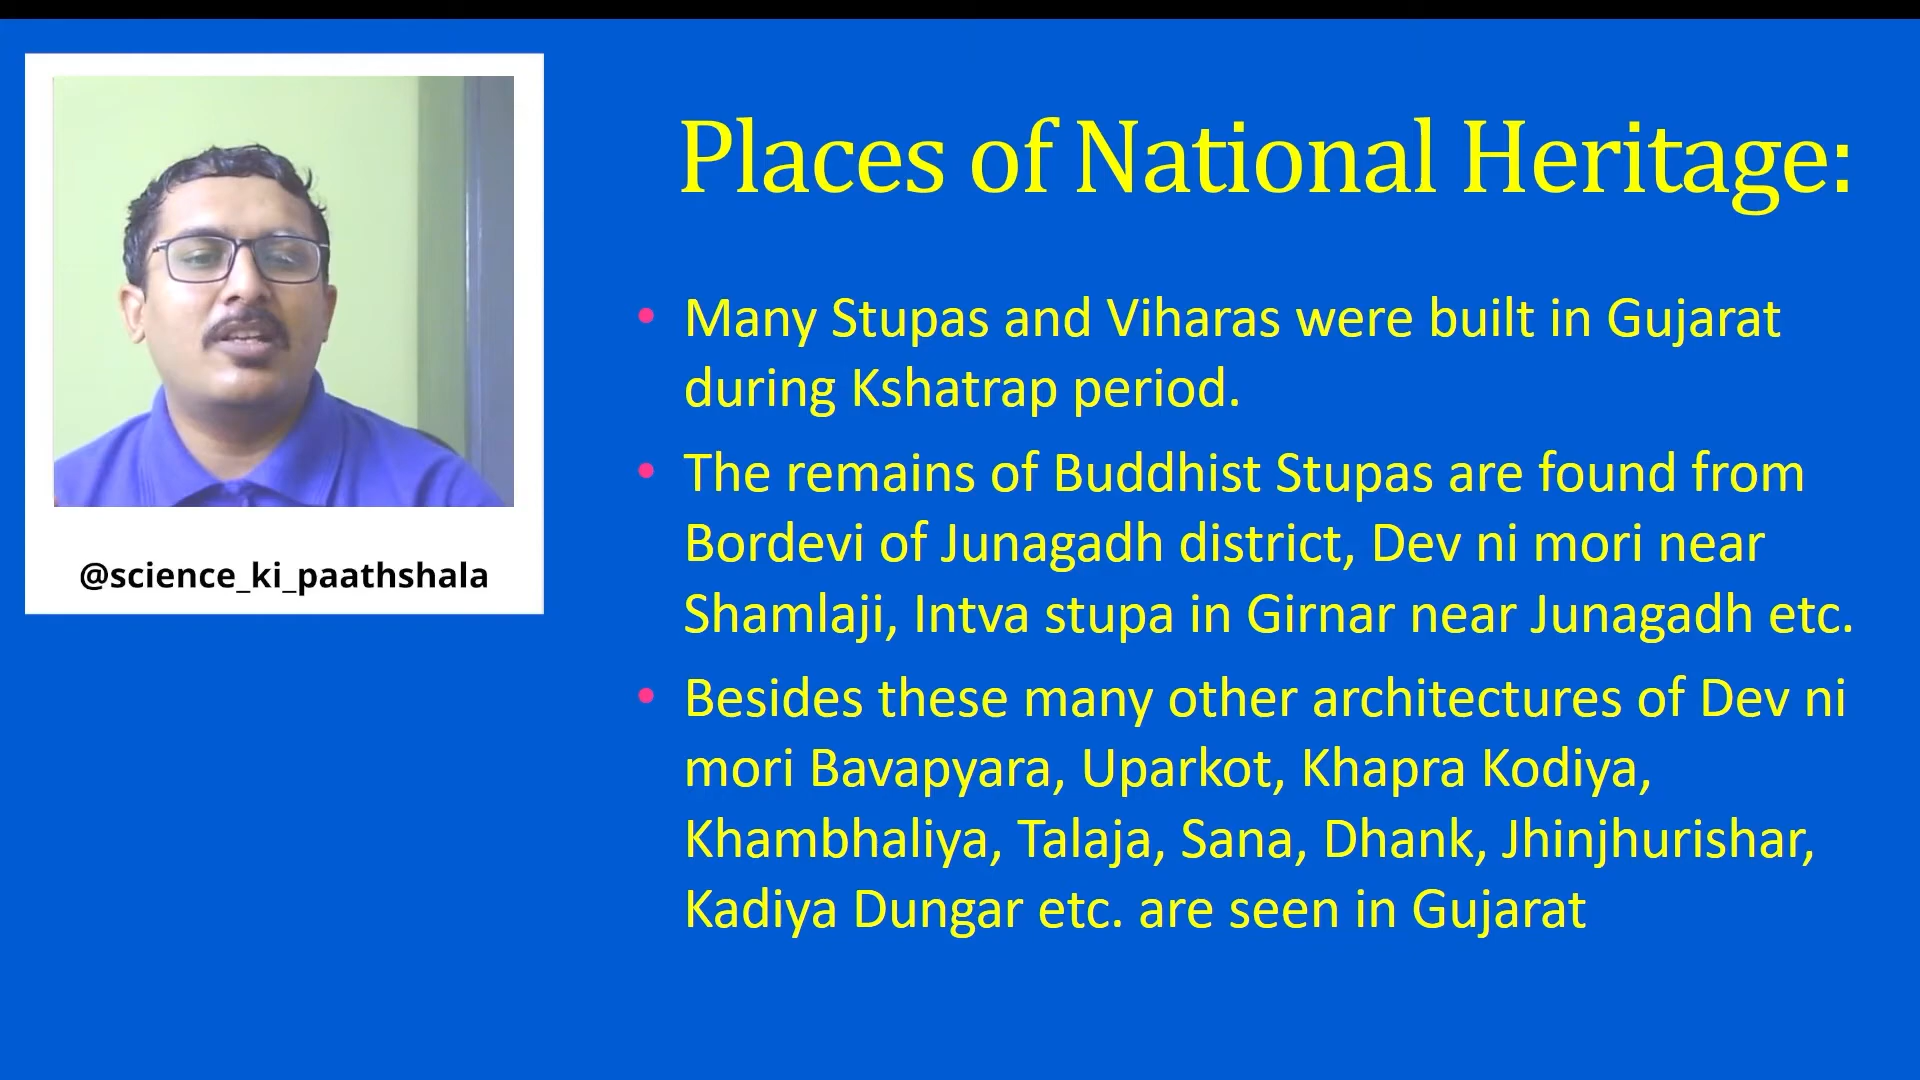 Places of National Heritage:
• Many Stupas and Viharas were built in Gujarat
during Kshatrap period.
• The remains of Buddhist Stupas are found from
Bordevi of Junagadh district, Dev ni mori near
Shamlaji, Intva stupa in Girnar near Junagadh etc.
• Besides these many other architectures of Dev ni
mori Bavapyara, Uparkot, Khapra Kodiya,
Khambhaliya, Talaja, Sana, Dhank, Jhinjhurishar,
Kadiya Dungar etc. are seen in Gujarat
@science_ki_paathshala